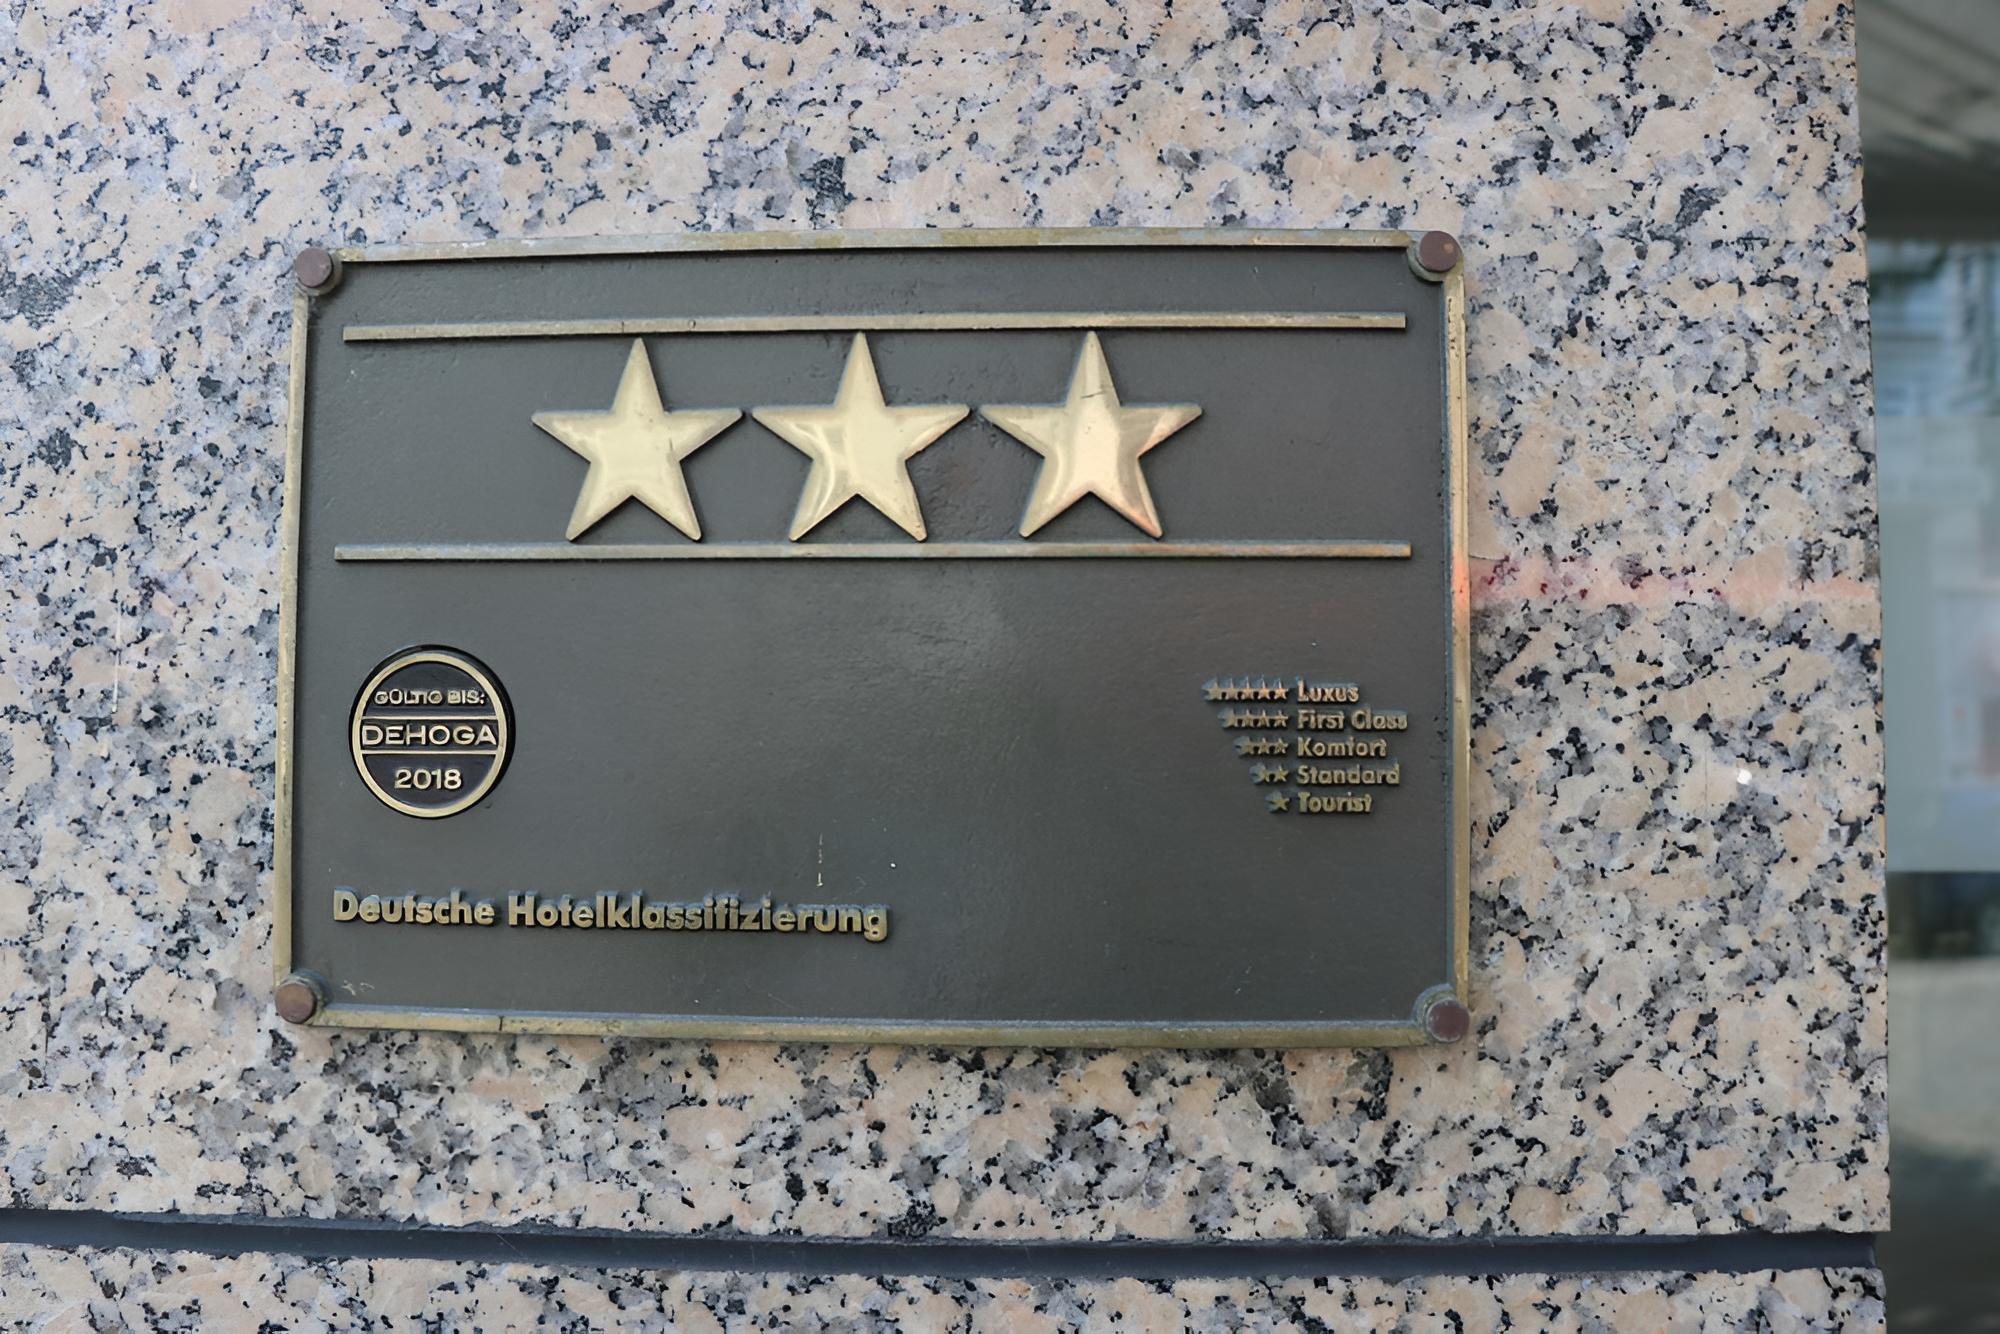 GÜLTIG BIS:
DEHOGA
2018
★★★★★ Luxus
★★★★ First Class
★★★ Komfort
★★ Standard
★ Tourist
Deutsche Hotelklassifizierung